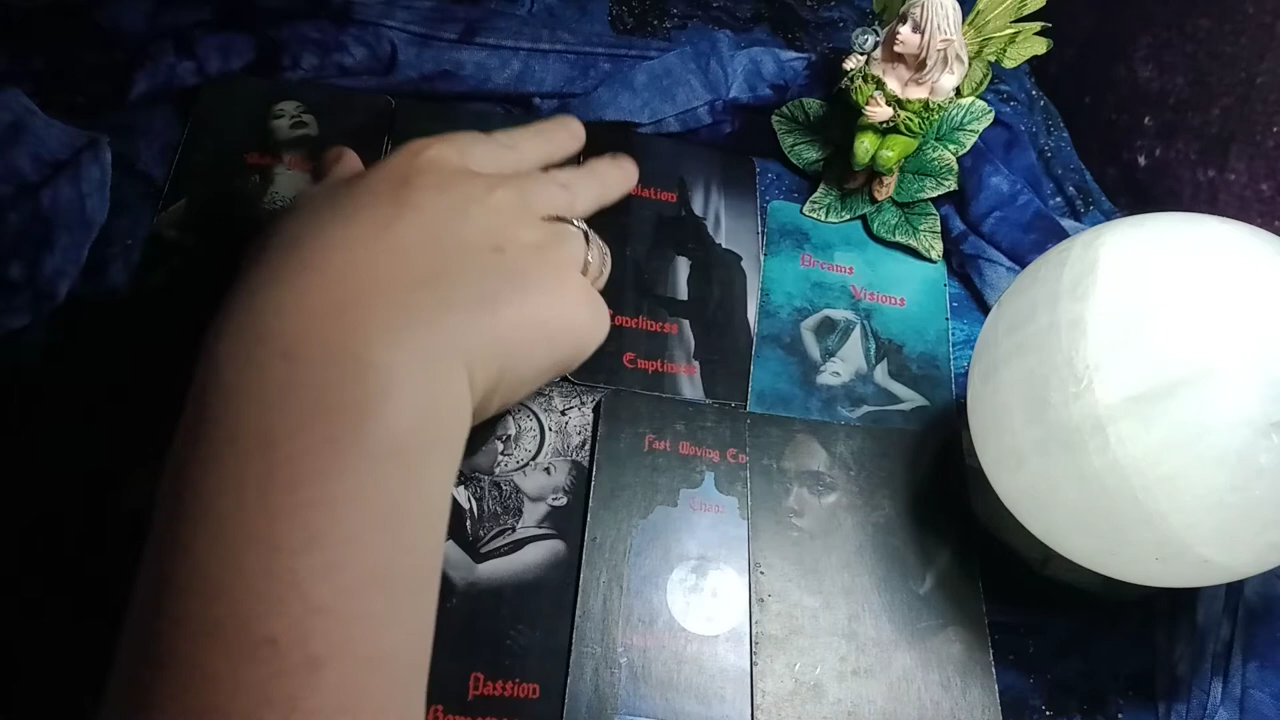 olation
Loneliness
Emptiness
Dreams
Visions
Fast Moving En
Chaos
Passion